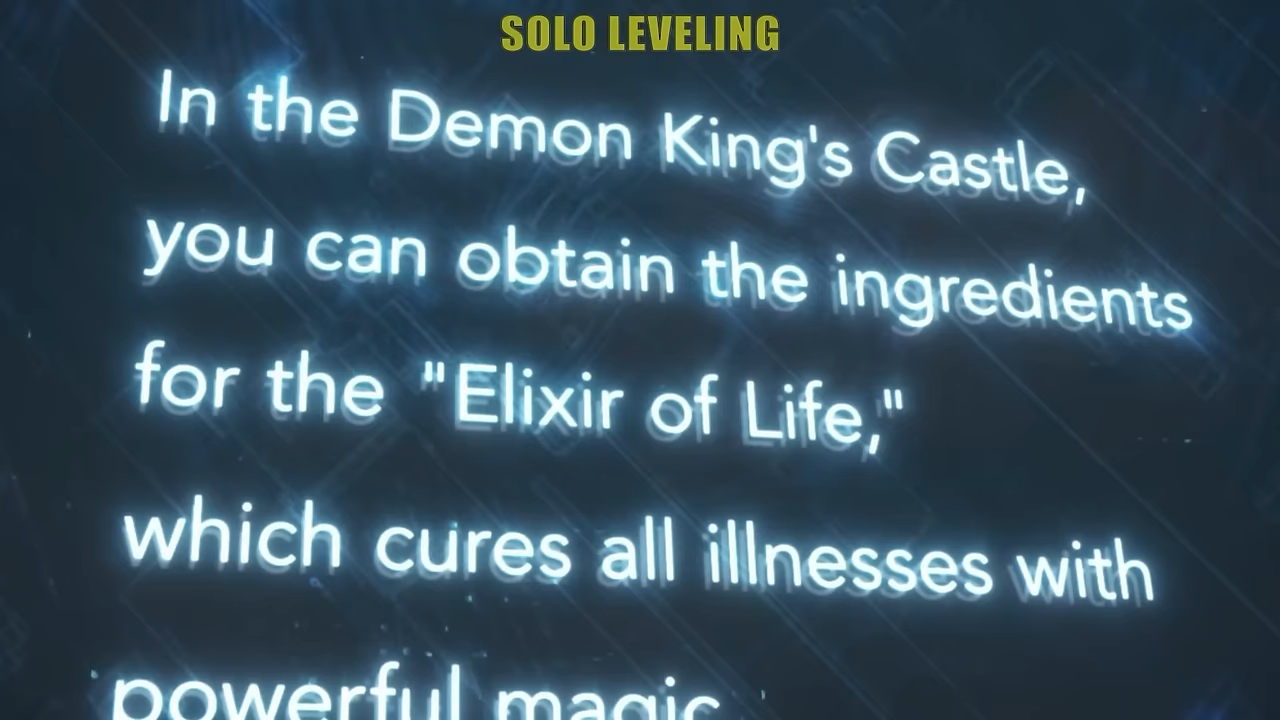 SOLO LEVELING
In the Demon King's Castle,
you can obtain the ingredients
for the "Elixir of Life,"
which cures all illnesses with
powerful magic